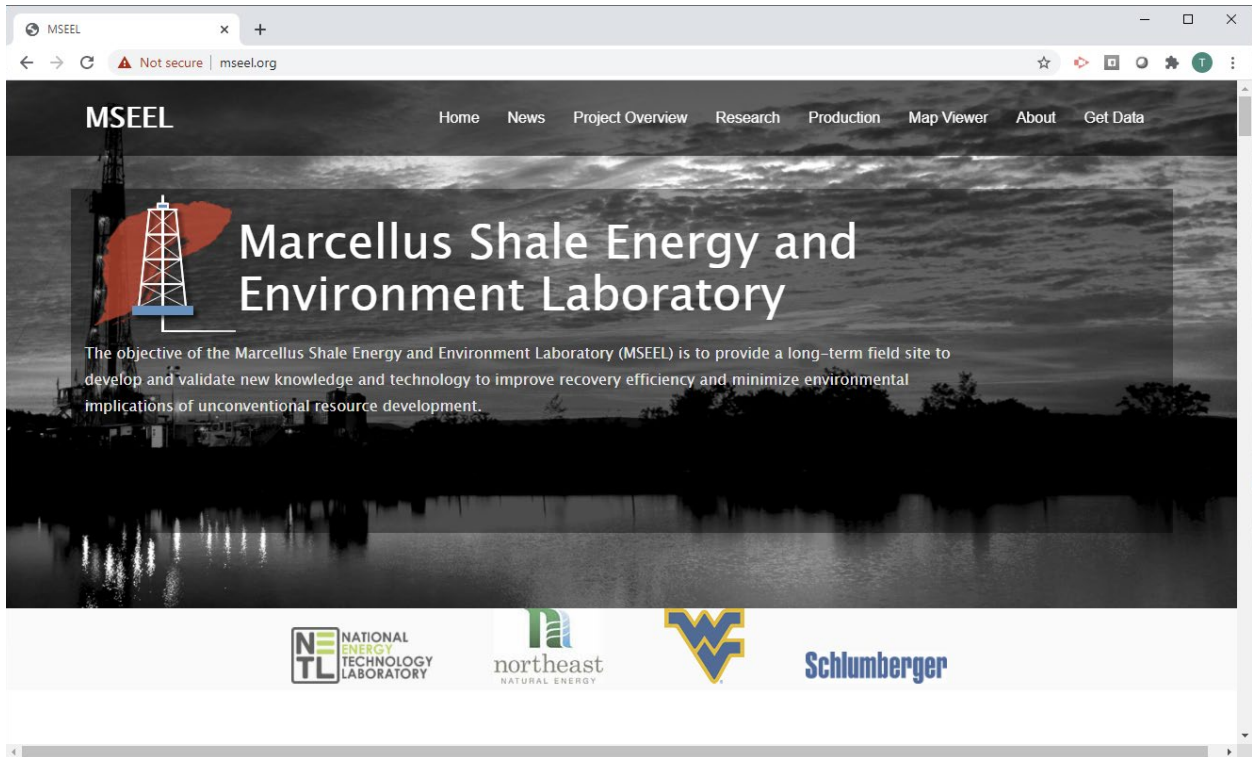 MSEEL
Not secure | mseel.org
T
MSEEL
Home News Project Overview Research Production Map Viewer About Get Data
Marcellus Shale Energy and
Environment Laboratory
The objective of the Marcellus Shale Energy and Environment Laboratory (MSEEL) is to provide a long-term field site to
develop and validate new knowledge and technology to improve recovery efficiency and minimize environmental
implications of unconventional resource development.
NETL
NATIONAL
ENERGY
TECHNOLOGY
LABORATORY
n
northeast
NATURAL ENERGY
WV
Schlumberger